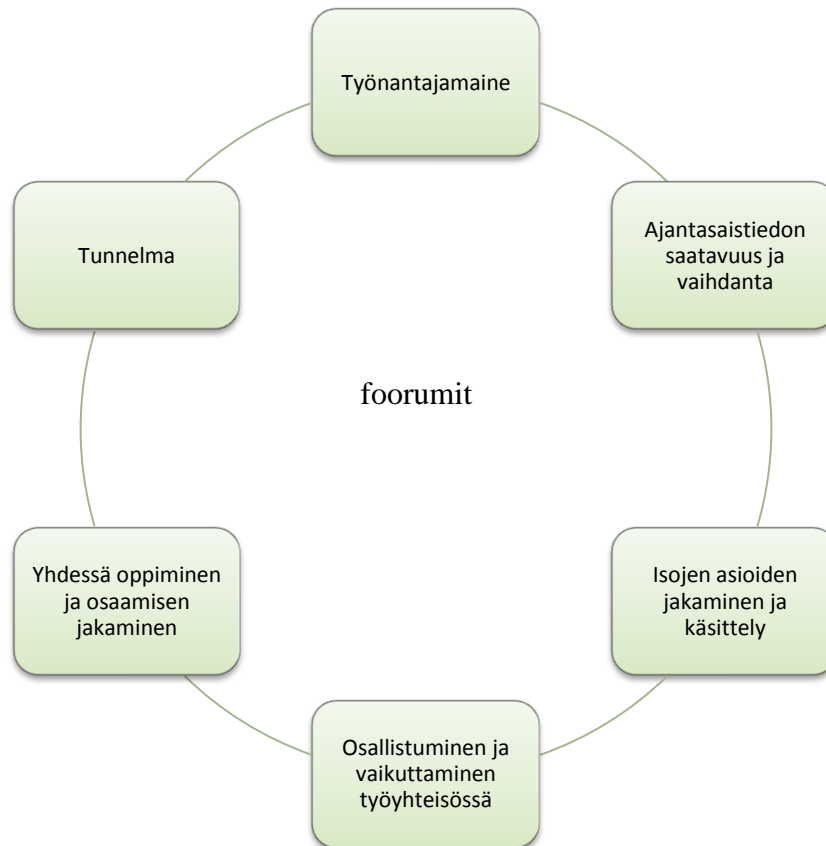 Työnantajamaine
Tunnelma
Ajantasaistiedon
saatavuus ja
vaihdanta
foorumit
Yhdessä oppiminen
ja osaamisen
jakaminen
Isojen asioiden
jakaminen ja
käsittely
Osallistuminen ja
vaikuttaminen
työyhteisössä